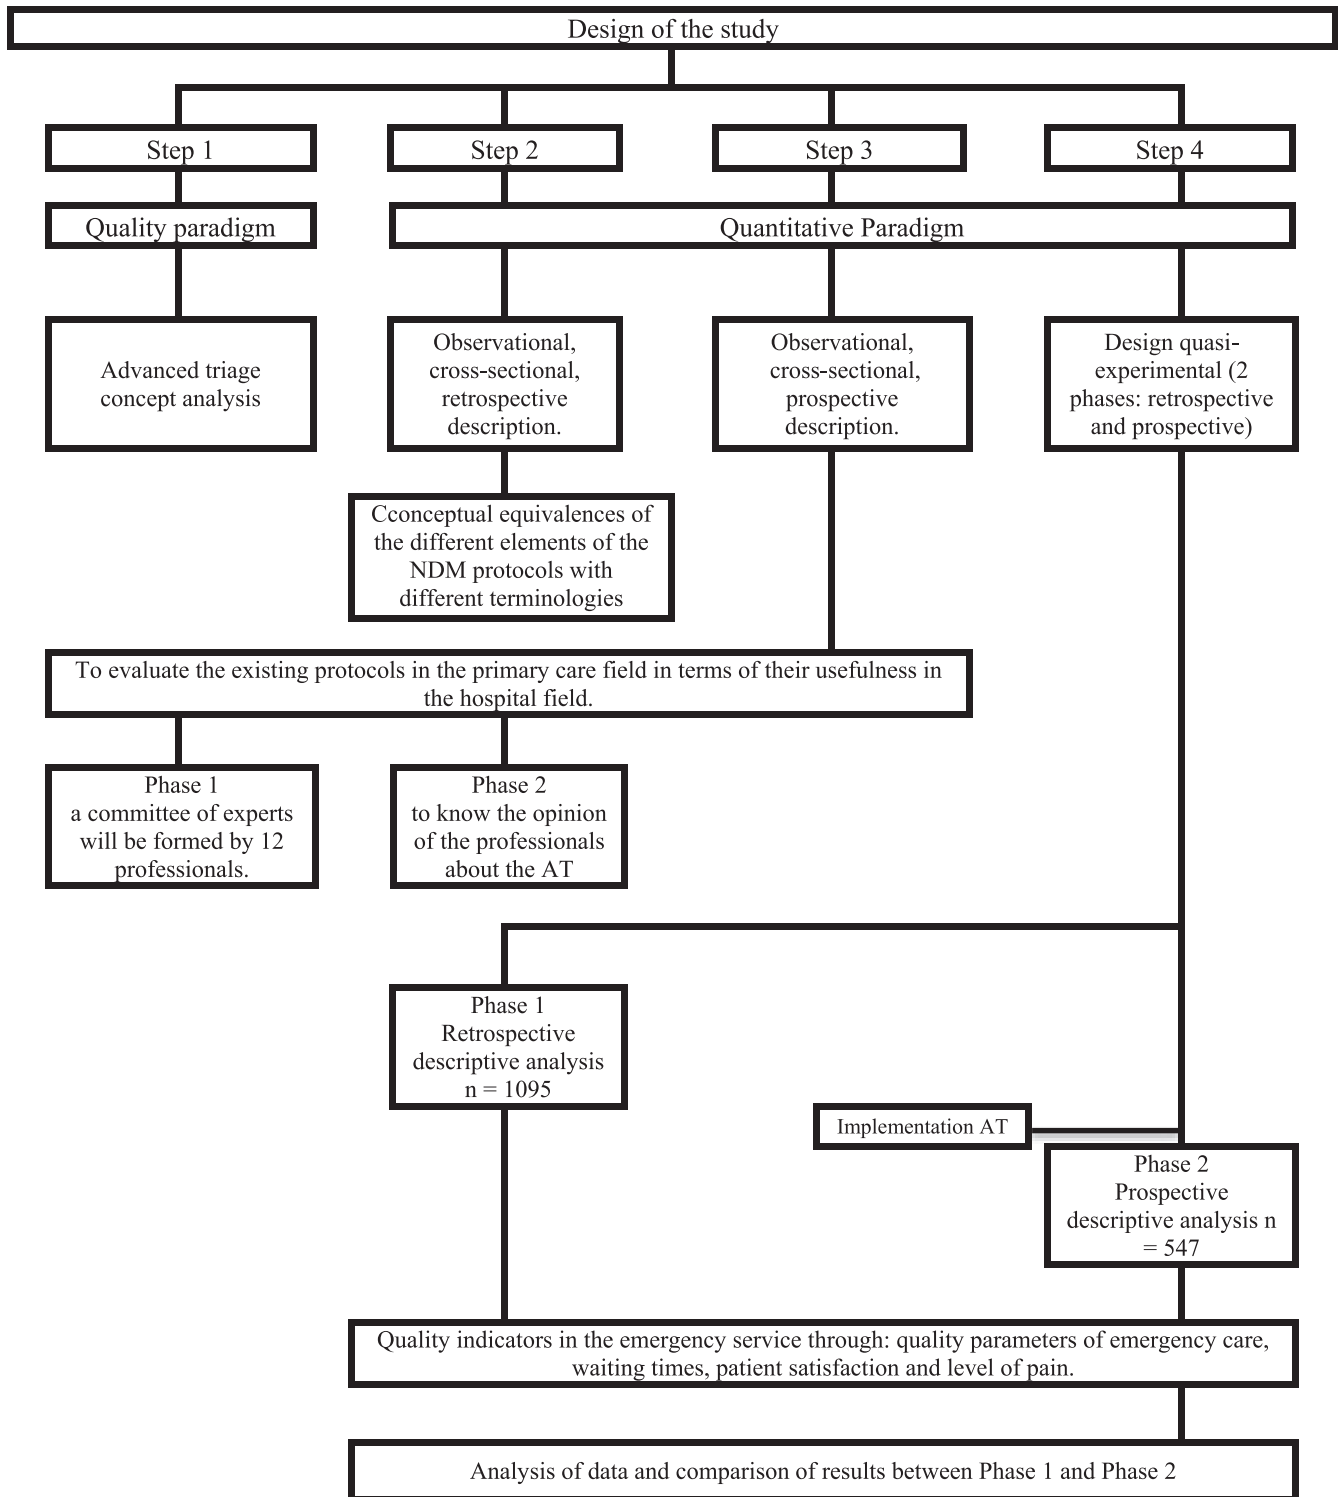 Design of the study
Step 1
Step 2
Step 3
Step 4
Quality paradigm
Quantitative Paradigm
Advanced triage
concept analysis
Observational,
cross-sectional,
retrospective
description.
Observational,
cross-sectional,
prospective
description.
Design quasi-
experimental (2
phases: retrospective
and prospective)
Cconceptual equivalences of
the different elements of the
NDM protocols with
different terminologies
To evaluate the existing protocols in the primary care field in terms of their usefulness in
the hospital field.
Phase 1
a committee of experts
will be formed by 12
professionals.
Phase 2
to know the opinion
of the professionals
about the AT
Phase 1
Retrospective
descriptive analysis
n = 1095
Implementation AT
Phase 2
Prospective
descriptive analysis n
= 547
Quality indicators in the emergency service through: quality parameters of emergency care,
waiting times, patient satisfaction and level of pain.
Analysis of data and comparison of results between Phase 1 and Phase 2